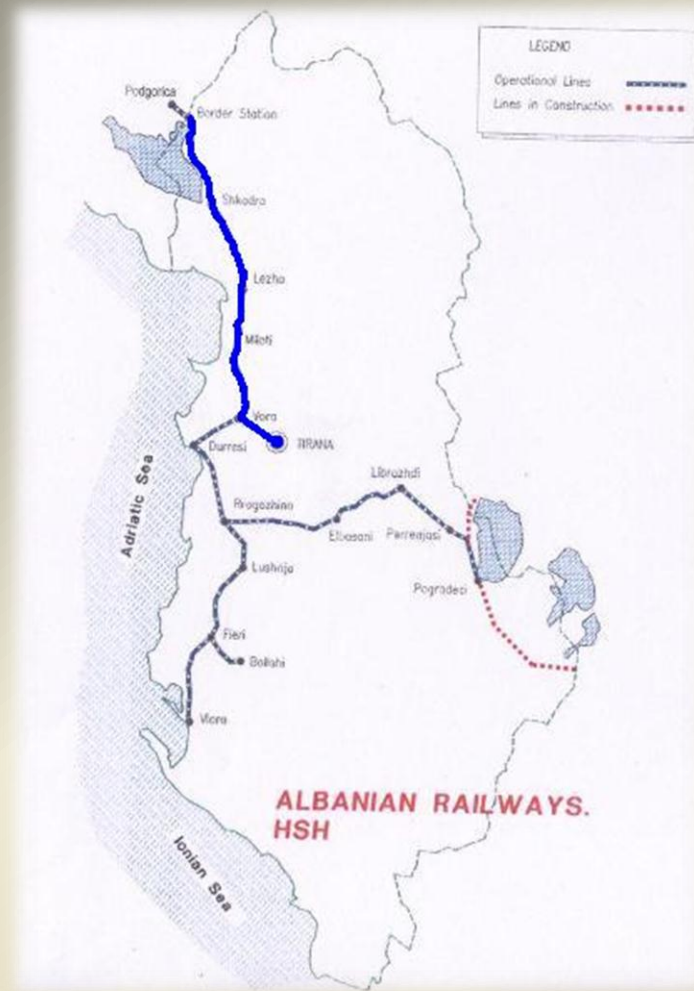 LEGEND
Operational Lines
Lines in Construction
Podgorica
Border Station
Shkodra
Lezha
Miloti
Vora
Durresi
TIRANA
Librazhdi
Rrogozhina
Elbasani
Perrenjasi
Lushnja
Pogradeci
Fieri
Ballshi
Vlora
Adriatic Sea
ALBANIAN RAILWAYS.
HSH
Ionian Sea